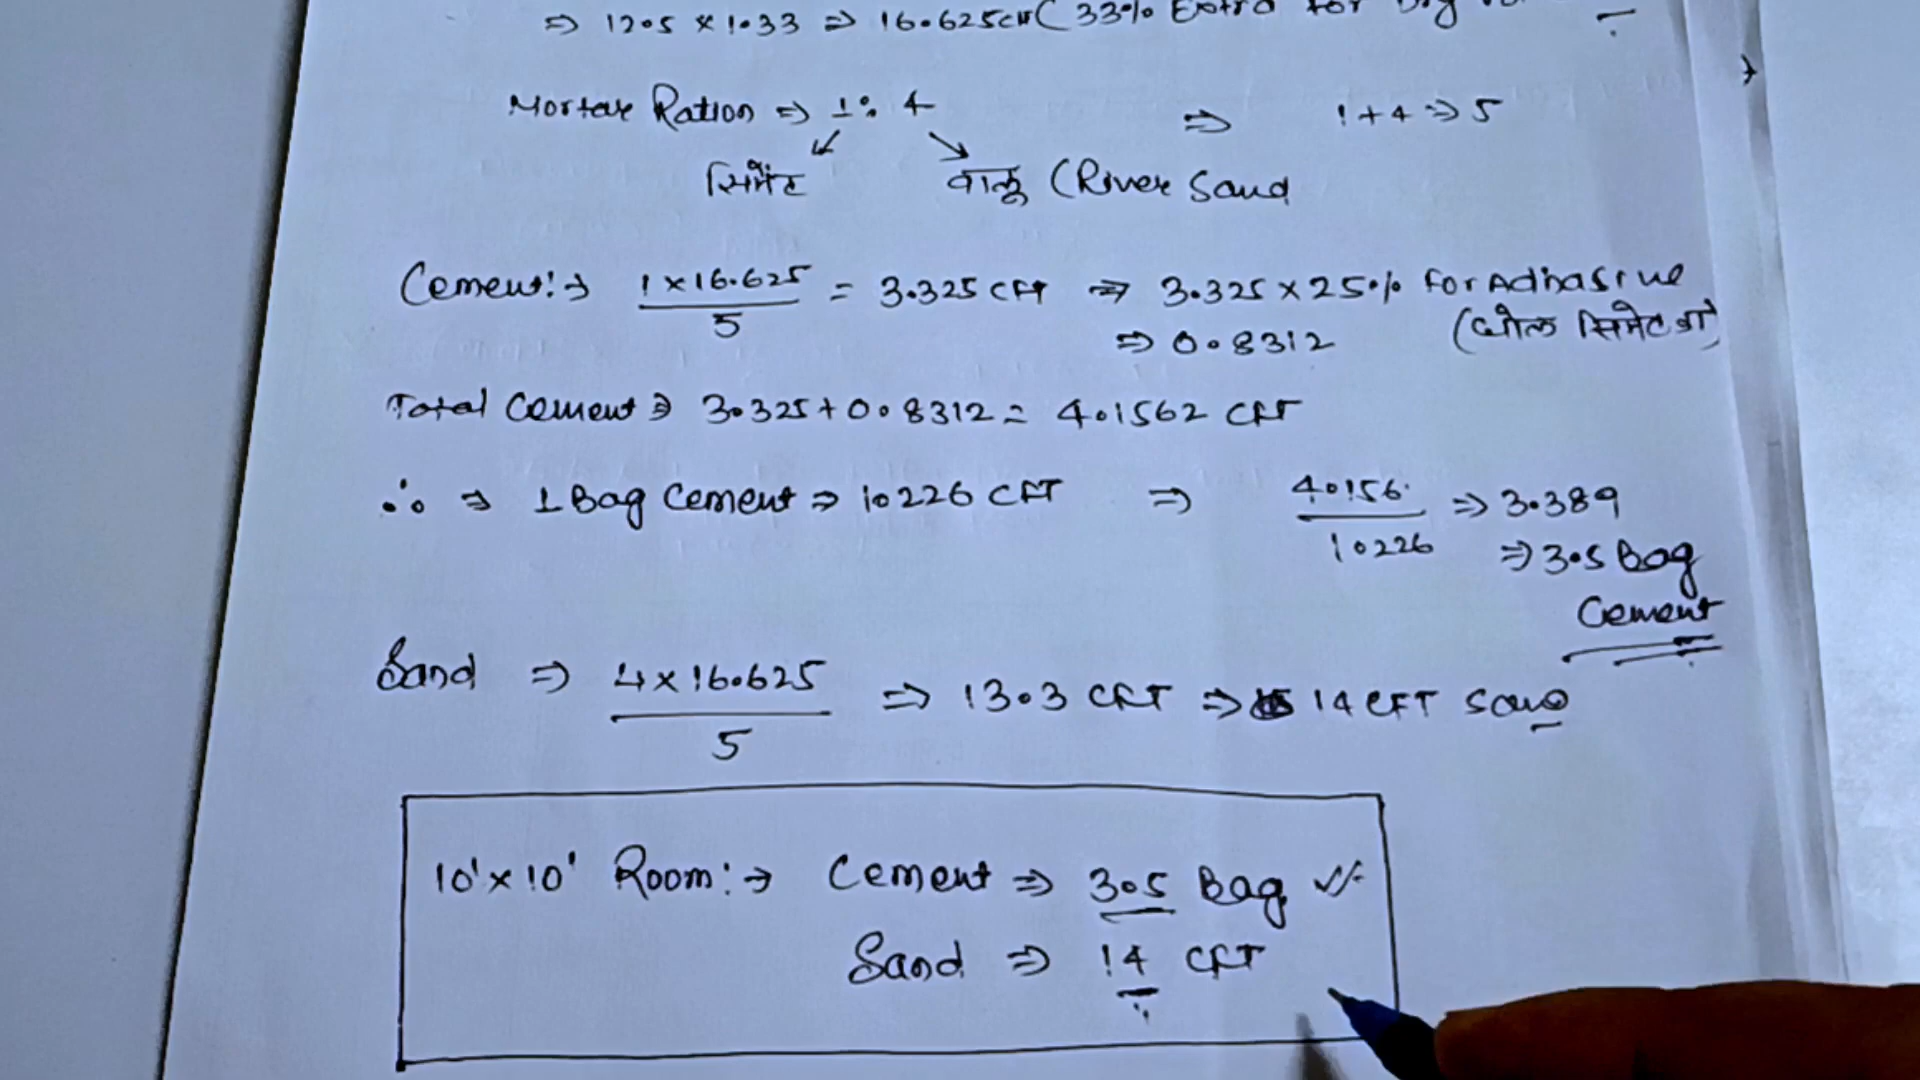 ⇒ 12.5 × 1.33 ⇒ 16.625 cft (33% Extra for Dry
Mortar Ration ⇒ 1: 4 ⇒ 1+4 ⇒ 5
सिमेंट बालू (River Sand
Cement:→ 1×16.625/5 = 3.325 CFT ⇒ 3.325 × 25% For
⇒ 0.8312
Total Cement ⇒ 3.325 + 0.8312 = 4.1562 CFT
∴ ⇒ 1 Bag Cement ⇒ 1.226 CFT ⇒ 4.156/1.226 ⇒ 3.389
⇒ 3.5 Bag
Cement
Sand ⇒ 4×16.625/5 ⇒ 13.3 CFT ⇒ 14 CFT Sand
10'×10' Room:→ Cement ⇒ 3.5 Bag
Sand ⇒ 14 CFT